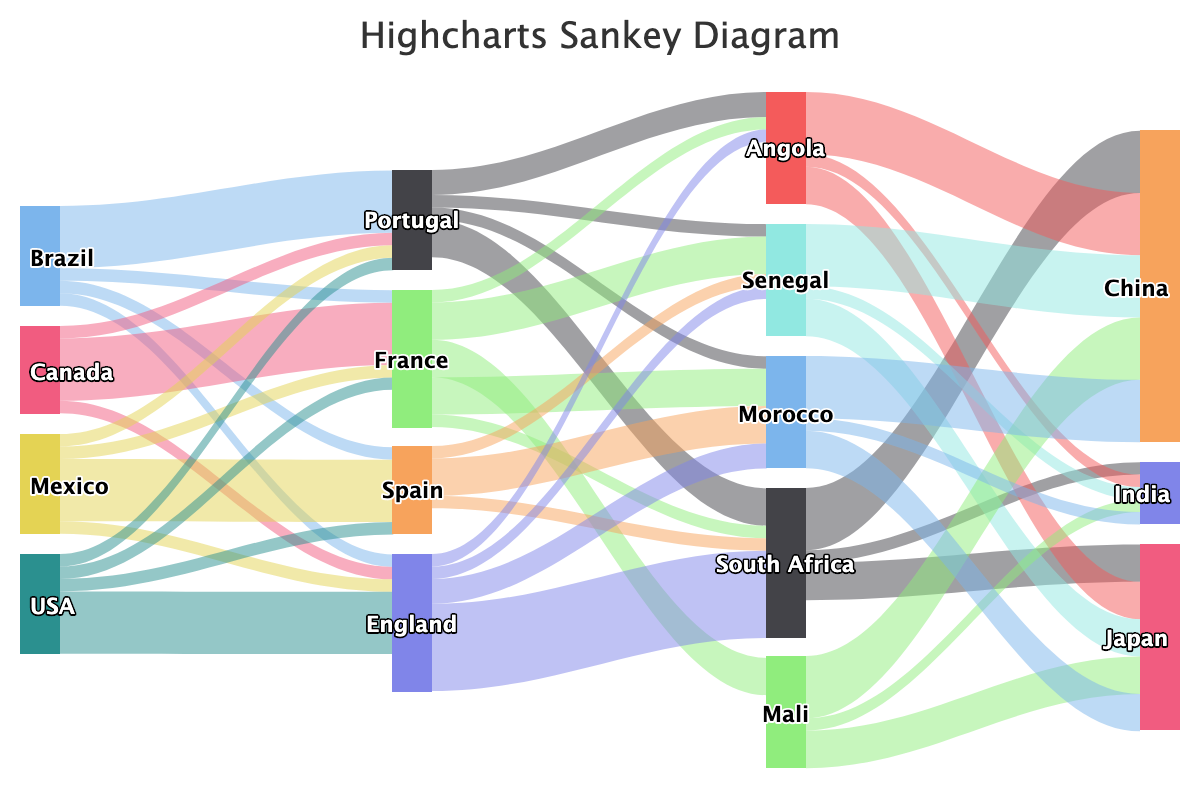 Highcharts Sankey Diagram
Brazil
Canada
Mexico
USA
Portugal
France
Spain
England
Angola
Senegal
Morocco
South Africa
Mali
China
India
Japan